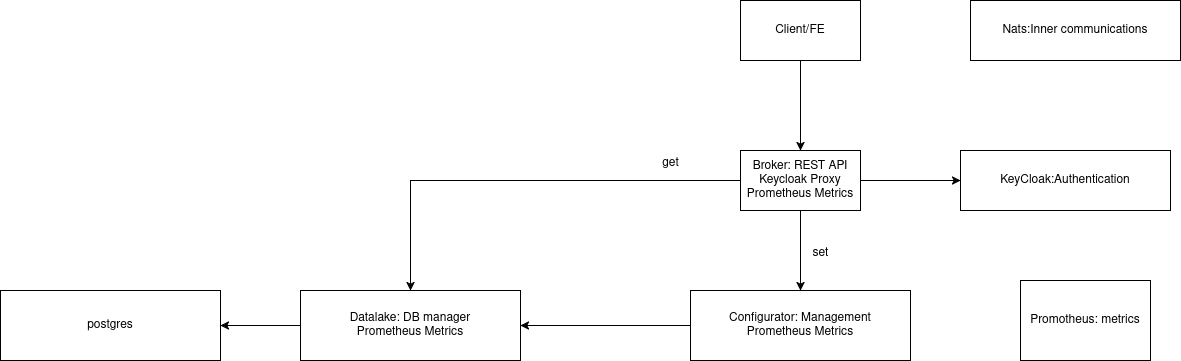 Client/FE
Nats:Inner communications
get
Broker: REST API
Keycloak Proxy
Prometheus Metrics
KeyCloak:Authentication
set
postgres
Datalake: DB manager
Prometheus Metrics
Configurator: Management
Prometheus Metrics
Promotheus: metrics